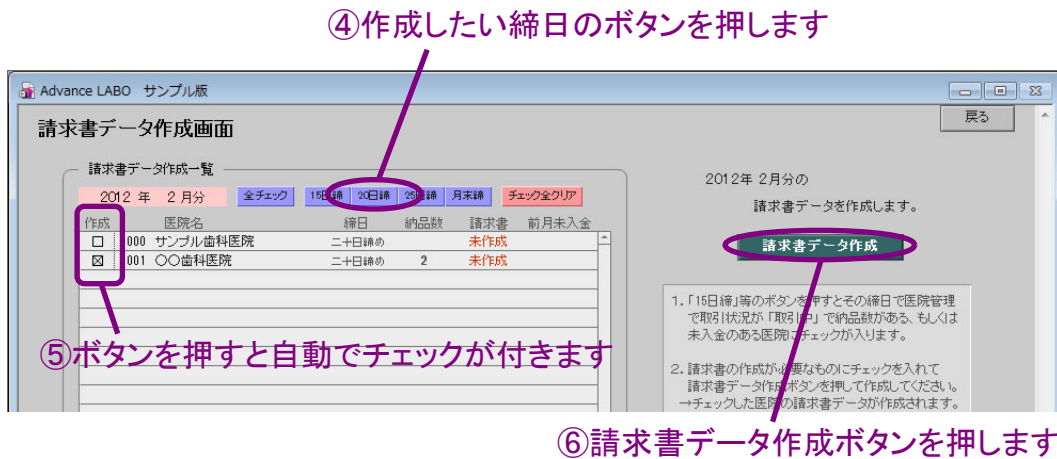 ④作成したい締日のボタンを押します
Advance LABO サンプル版
請求書データ作成画面
戻る
請求書データ作成一覧
2012 年 2 月分 全チェック 15日締 20日締 25日締 月末締 チェック全クリア
作成 医院名 締日 納品数 請求書 前月未入金
000 サンプル歯科医院 二十日締め 未作成
001 〇〇歯科医院 二十日締め 2 未作成
⑤ボタンを押すと自動でチェックが付きます
2012年 2月分の
請求書データを作成します。
請求書データ作成
1.「15日締」等のボタンを押すとその締日で医院管理
で取引状況が「取引中」で納品数がある、もしくは
未入金のある医院にチェックが入ります。
2.請求書の作成が必要なものにチェックを入れて
請求書データ作成ボタンを押して作成してください。
→チェックした医院の請求書データが作成されます。
⑥請求書データ作成ボタンを押します